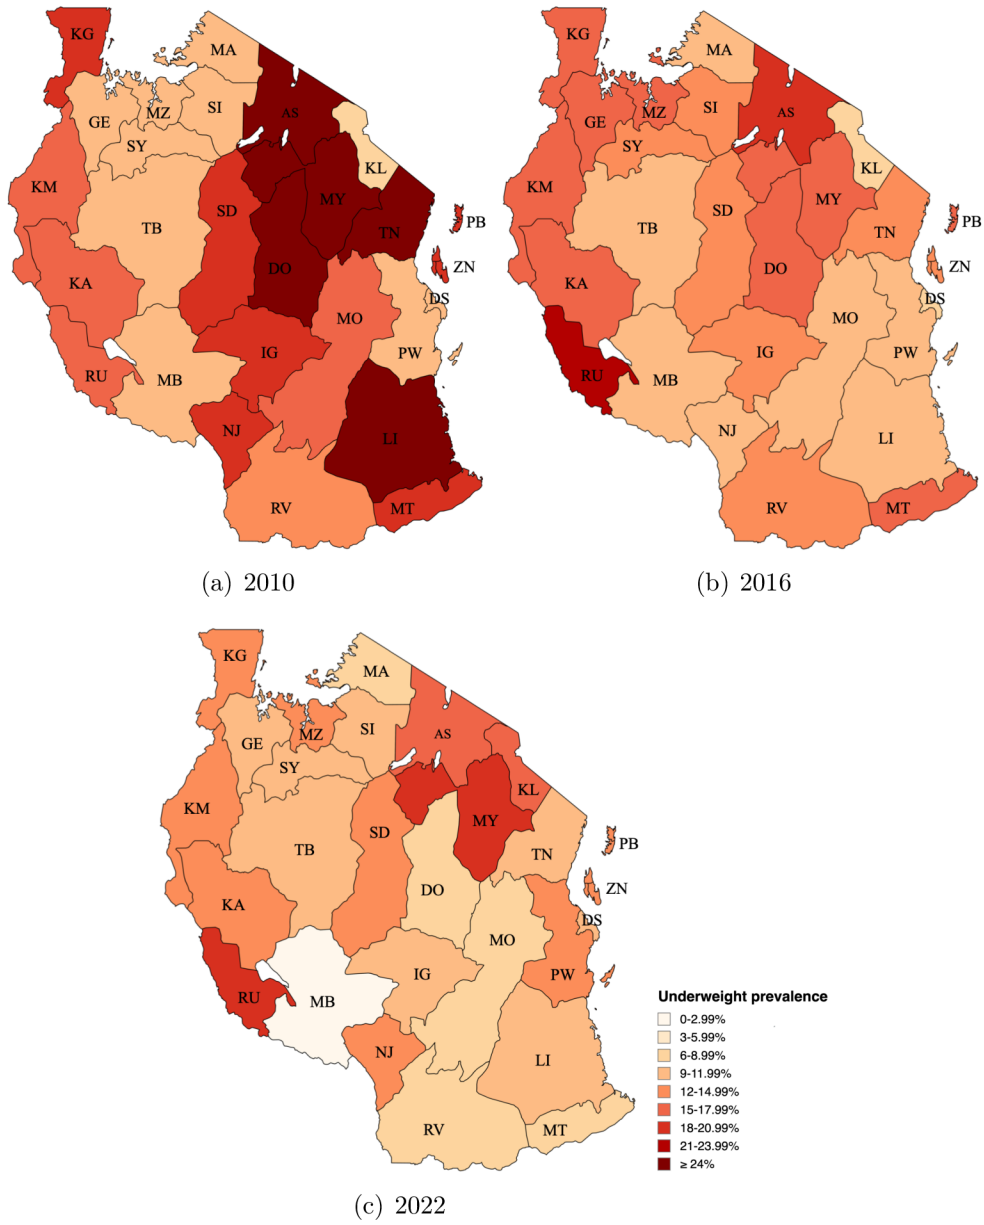 KG
MA
AS
GE
MZ
SI
SY
KL
KM
MY
SD
TB
TN
PB
DO
ZN
KA
DS
MO
IG
PW
RU
MB
NJ
LI
RV
MT
(a) 2010
KG
MA
AS
GE
MZ
SI
SY
KL
KM
MY
SD
TB
TN
PB
DO
ZN
KA
DS
MO
IG
PW
RU
MB
NJ
LI
RV
MT
(b) 2016
KG
MA
AS
GE
MZ
SI
SY
KL
KM
MY
SD
TB
TN
PB
DO
ZN
KA
DS
MO
IG
PW
RU
MB
NJ
LI
RV
MT
Underweight prevalence
0-2.99%
3-5.99%
6-8.99%
9-11.99%
12-14.99%
15-17.99%
18-20.99%
21-23.99%
≥ 24%
(c) 2022